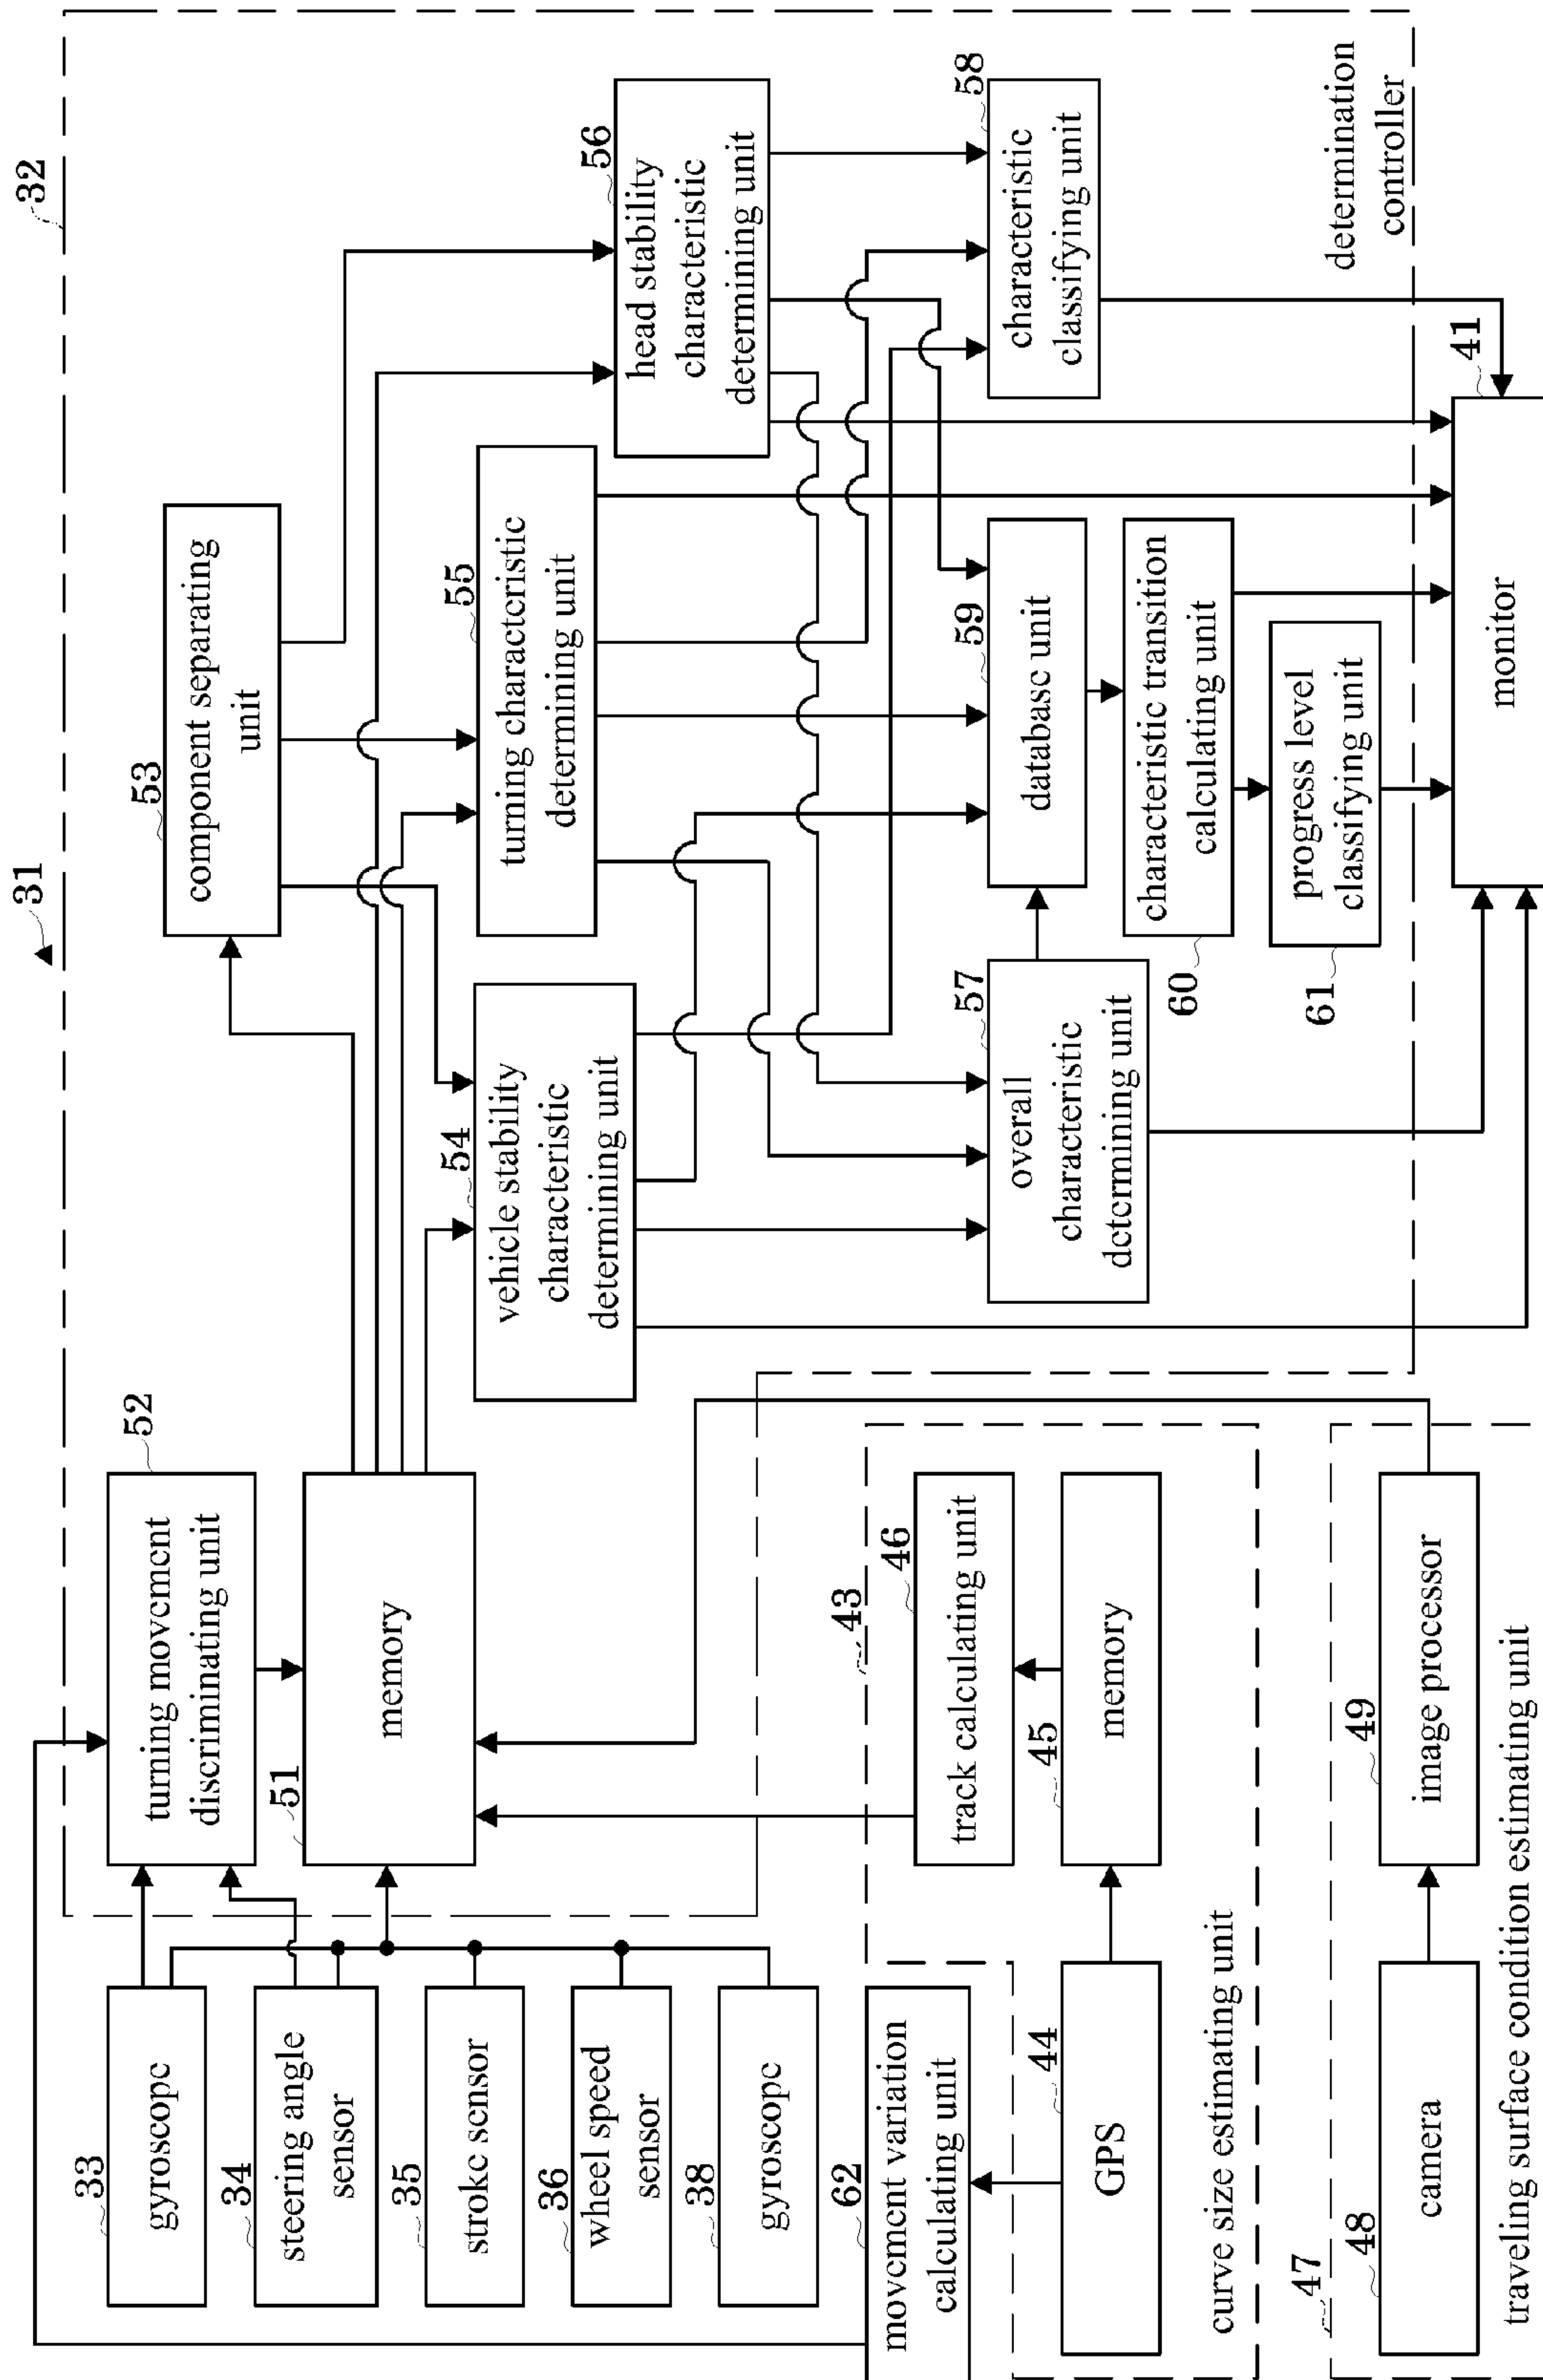 31
32
33
gyroscope
34
steering angle
sensor
35
stroke sensor
36
wheel speed
sensor
38
gyroscope
62
movement variation
calculating unit
52
turning movement
discriminating unit
51
memory
43
46
track calculating unit
45
memory
44
GPS
curve size estimating unit
47
48
camera
49
image processor
traveling surface condition estimating unit
53
component separating
unit
54
vehicle stability
characteristic
determining unit
55
turning characteristic
determining unit
56
head stability
characteristic
determining unit
57
overall
characteristic
determining unit
58
characteristic
classifying unit
59
database unit
60
characteristic transition
calculating unit
61
progress level
classifying unit
determination
controller
41
monitor